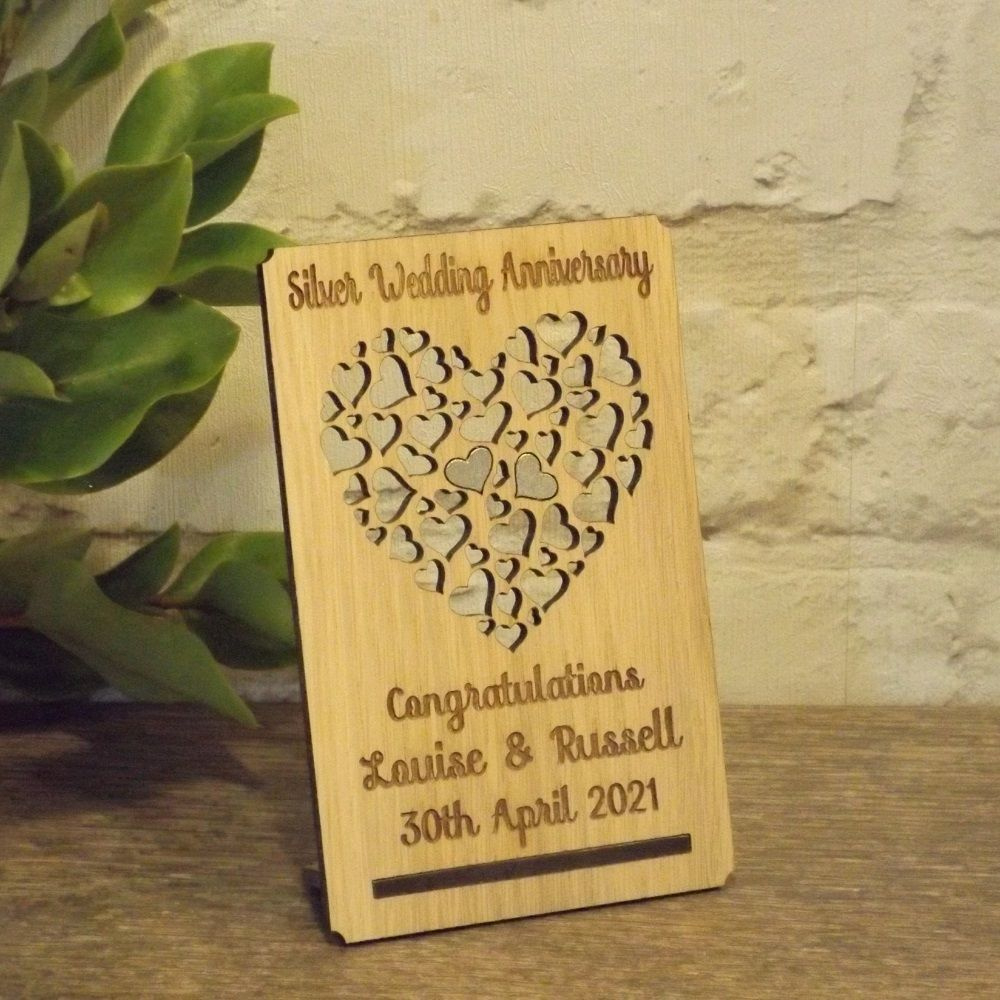 Silver Wedding Anniversary
Congratulations
Louise & Russell
30th April 2021